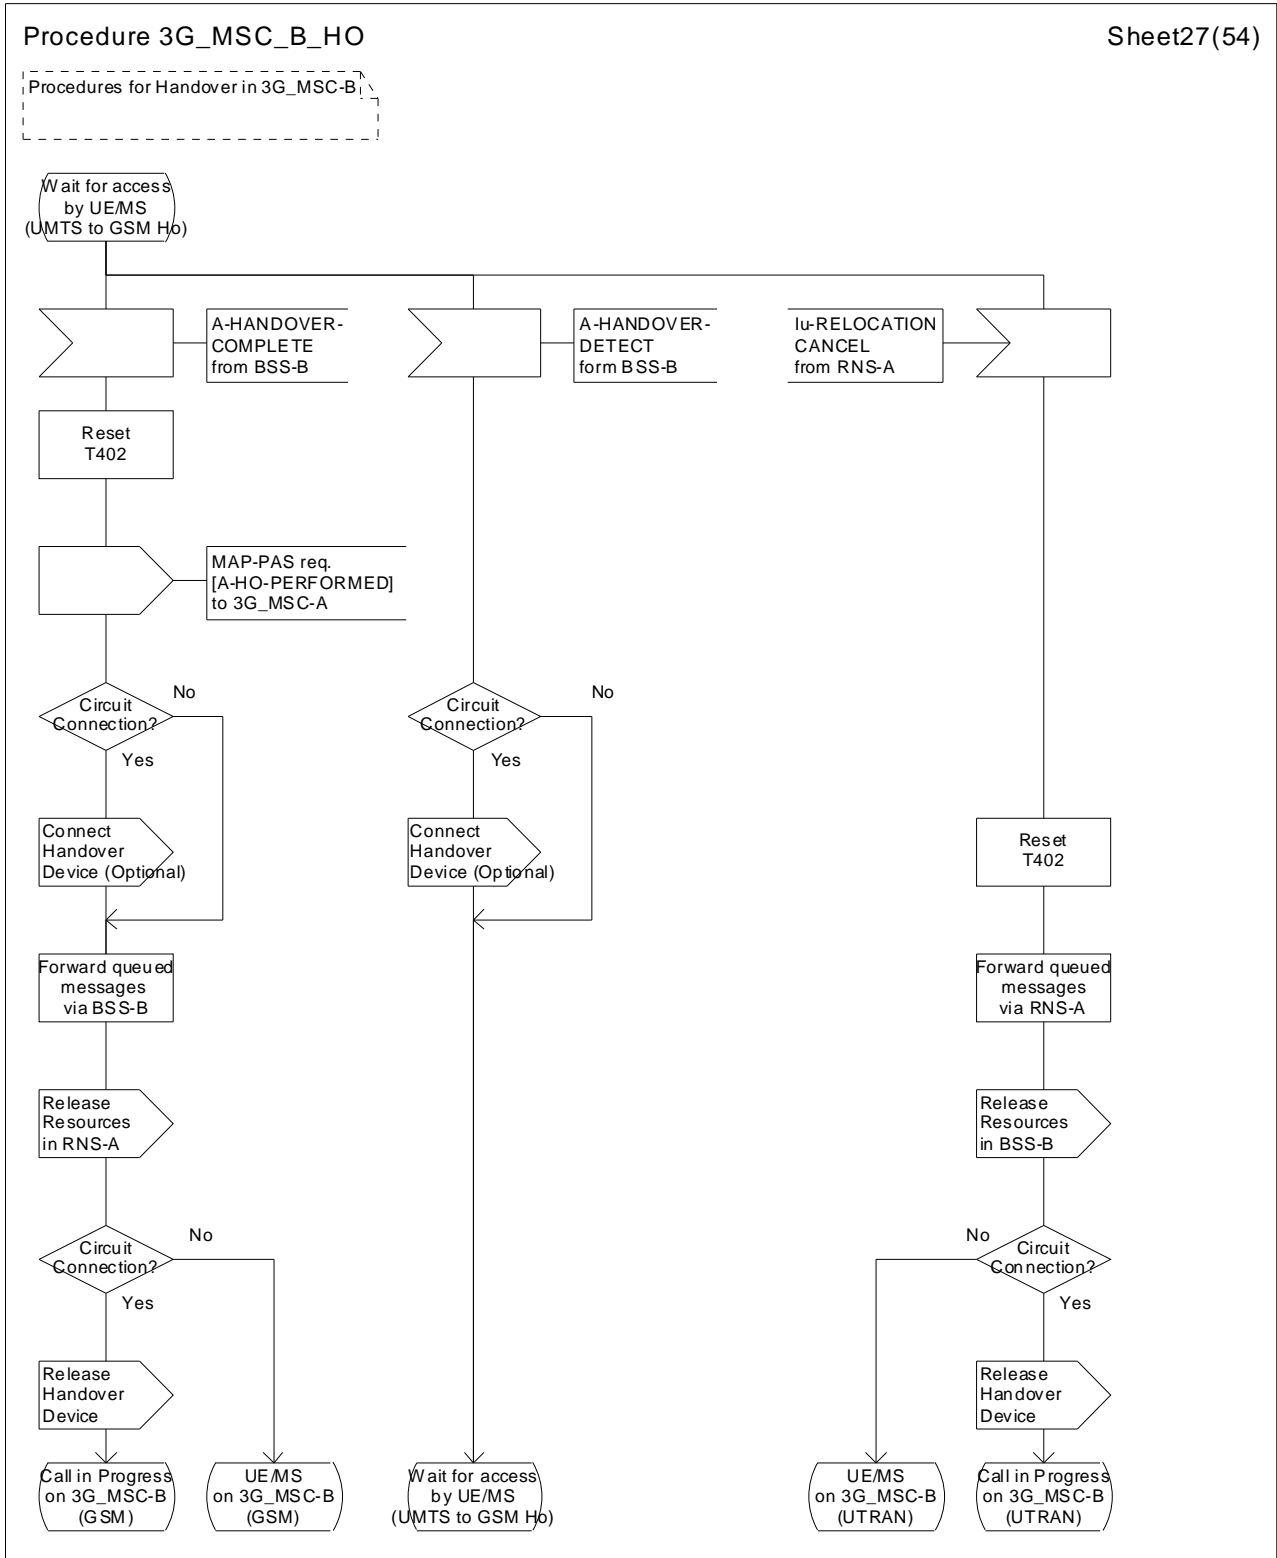 Procedure 3G_MSC_B_HO
Sheet27(54)
Procedures for Handover in 3G_MSC-B
Wait for access
by UE/MS
(UMTS to GSM Ho)
A-HANDOVER-
COMPLETE
from BSS-B
A-HANDOVER-
DETECT
form BSS-B
Iu-RELOCATION
CANCEL
from RNS-A
Reset
T402
MAP-PAS req.
[A-HO-PERFORMED]
to 3G_MSC-A
Circuit
Connection?
No
Yes
Circuit
Connection?
No
Yes
Connect
Handover
Device (Optional)
Connect
Handover
Device (Optional)
Reset
T402
Forward queued
messages
via BSS-B
Forward queued
messages
via RNS-A
Release
Resources
in RNS-A
Release
Resources
in BSS-B
Circuit
Connection?
No
Yes
No
Circuit
Connection?
Yes
Release
Handover
Device
Release
Handover
Device
Call in Progress
on 3G_MSC-B
(GSM)
UE/MS
on 3G_MSC-B
(GSM)
Wait for access
by UE/MS
(UMTS to GSM Ho)
UE/MS
on 3G_MSC-B
(UTRAN)
Call in Progress
on 3G_MSC-B
(UTRAN)